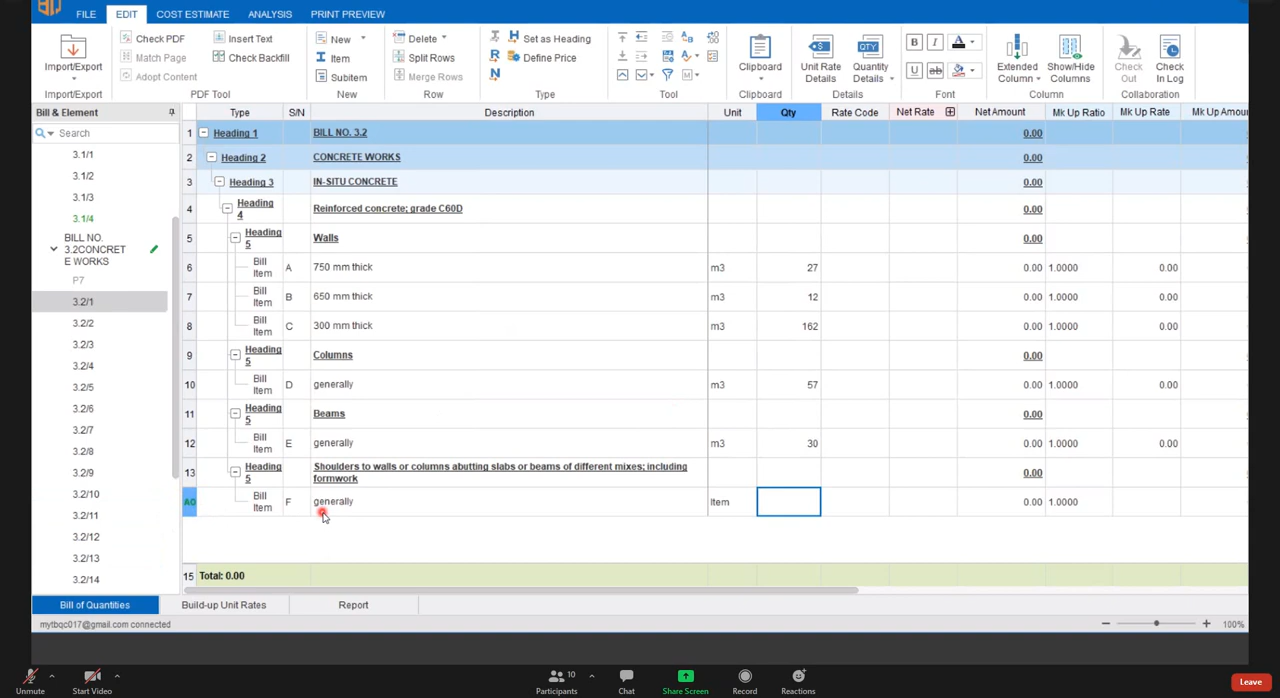 FILE EDIT COST ESTIMATE ANALYSIS PRINT PREVIEW
Import/Export
Import/Export
Check PDF
Match Page
Adopt Content
Insert Text
Check Backfill
PDF Tool
New
Item
Subitem
New
Delete
Split Rows
Merge Rows
Row
Set as Heading
Define Price
Type
Tool
Clipboard
Clipboard
Unit Rate
Details
Quantity
Details
Details
B I A
U ab
Font
Extended
Column
Show/Hide
Columns
Column
Check
Out
Check
In Log
Collaboration
Bill & Element
Search
3.1/1
3.1/2
3.1/3
3.1/4
BILL NO.
3.2CONCRET
E WORKS
P7
3.2/1
3.2/2
3.2/3
3.2/4
3.2/5
3.2/6
3.2/7
3.2/8
3.2/9
3.2/10
3.2/11
3.2/12
3.2/13
3.2/14
Type S/N Description Unit Qty Rate Code Net Rate Net Amount Mk Up Ratio Mk Up Rate Mk Up Amou
1 Heading 1 BILL NO. 3.2 0.00
2 Heading 2 CONCRETE WORKS 0.00
3 Heading 3 IN-SITU CONCRETE 0.00
4 Heading
4 Reinforced concrete; grade C60D 0.00
5 Heading
5 Walls 0.00
6 Bill
Item A 750 mm thick m3 27 0.00 1.0000 0.00
7 Bill
Item B 650 mm thick m3 12 0.00 1.0000 0.00
8 Bill
Item C 300 mm thick m3 162 0.00 1.0000 0.00
9 Heading
5 Columns 0.00
10 Bill
Item D generally m3 57 0.00 1.0000 0.00
11 Heading
5 Beams 0.00
12 Bill
Item E generally m3 30 0.00 1.0000 0.00
13 Heading
5 Shoulders to walls or columns abutting slabs or beams of different mixes; including
formwork 0.00
A0 Bill
Item F generally Item 0.00 1.0000
15 Total: 0.00
Bill of Quantities Build-up Unit Rates Report
mytbqc017@gmail.com connected
100%
Unmute
Start Video
10
Participants
Chat
Share Screen
Record
Reactions
Leave